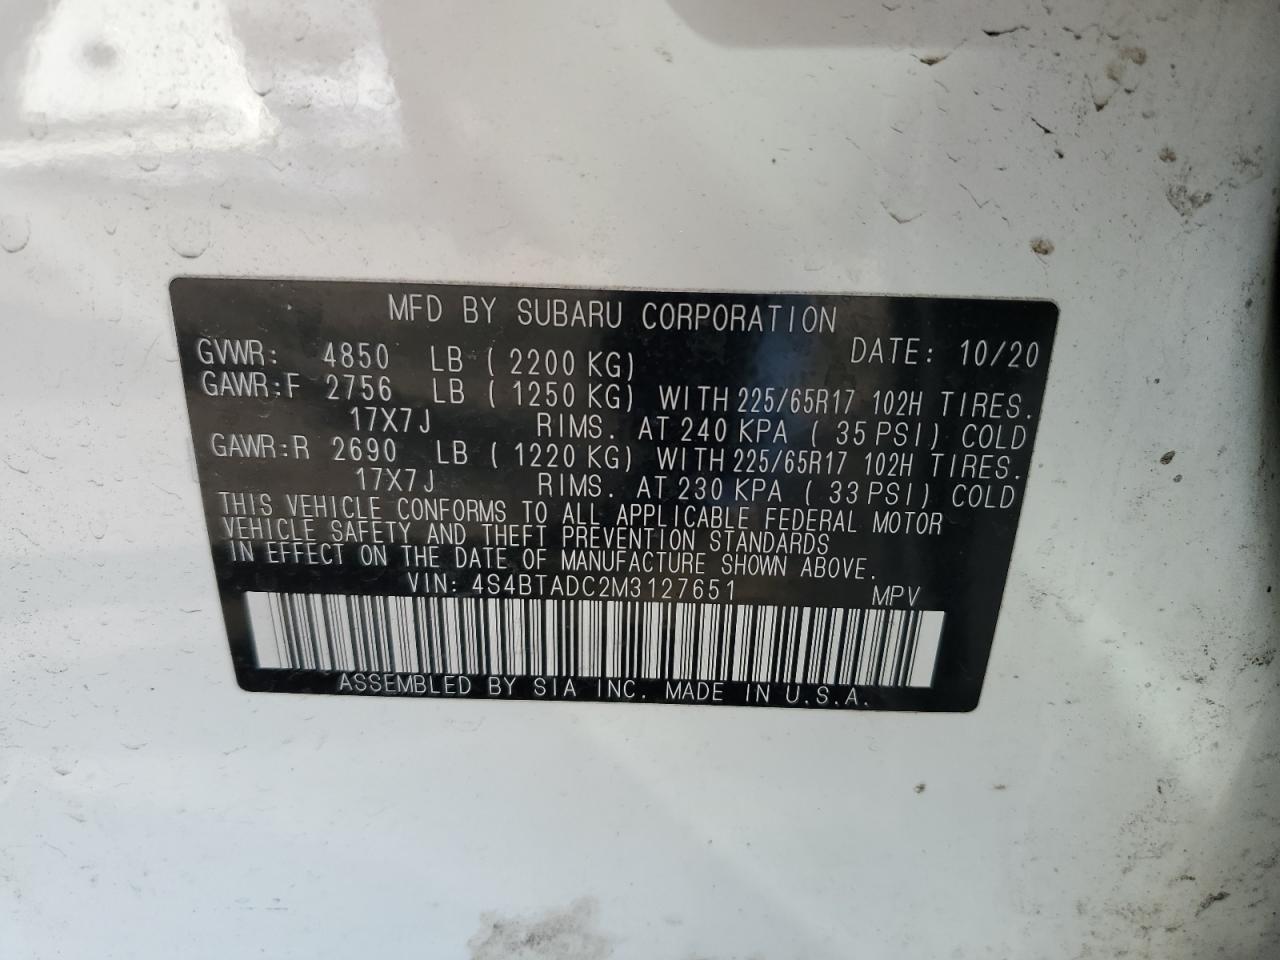 MFD BY SUBARU CORPORATION
GVWR: 4850 LB ( 2200 KG) DATE: 10/20
GAWR:F 2756 LB ( 1250 KG) WITH 225/65R17 102H TIRES.
17X7J RIMS. AT 240 KPA ( 35 PSI) COLD
GAWR:R 2690 LB ( 1220 KG) WITH 225/65R17 102H TIRES.
17X7J RIMS. AT 230 KPA ( 33 PSI) COLD
THIS VEHICLE CONFORMS TO ALL APPLICABLE FEDERAL MOTOR
VEHICLE SAFETY AND THEFT PREVENTION STANDARDS
IN EFFECT ON THE DATE OF MANUFACTURE SHOWN ABOVE.
VIN: 4S4BTADC2M3127651 MPV
ASSEMBLED BY SIA INC. MADE IN U.S.A.